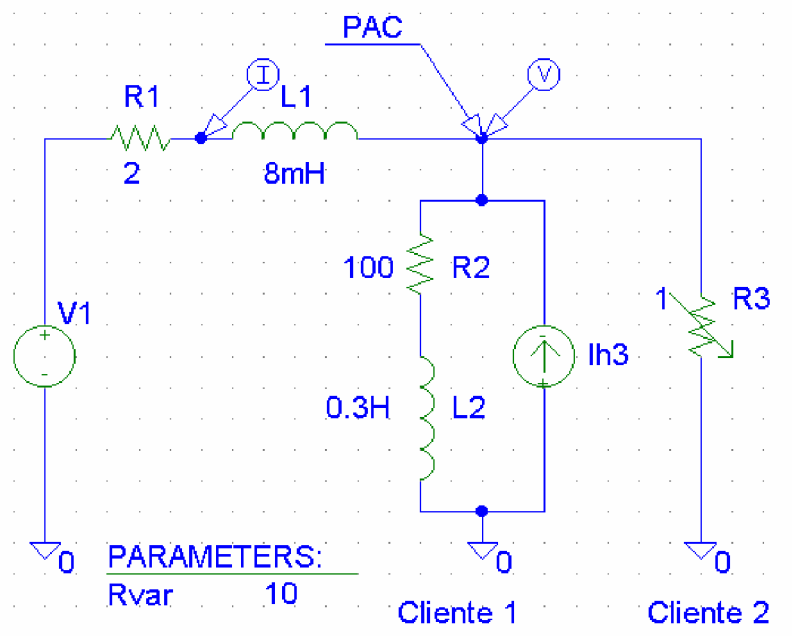 PAC
I
V
R1
L1
2
8mH
100
R2
1
R3
V1
+
-
-
+
Ih3
0.3H
L2
0
0
0
PARAMETERS:
Rvar 10
Cliente 1
Cliente 2